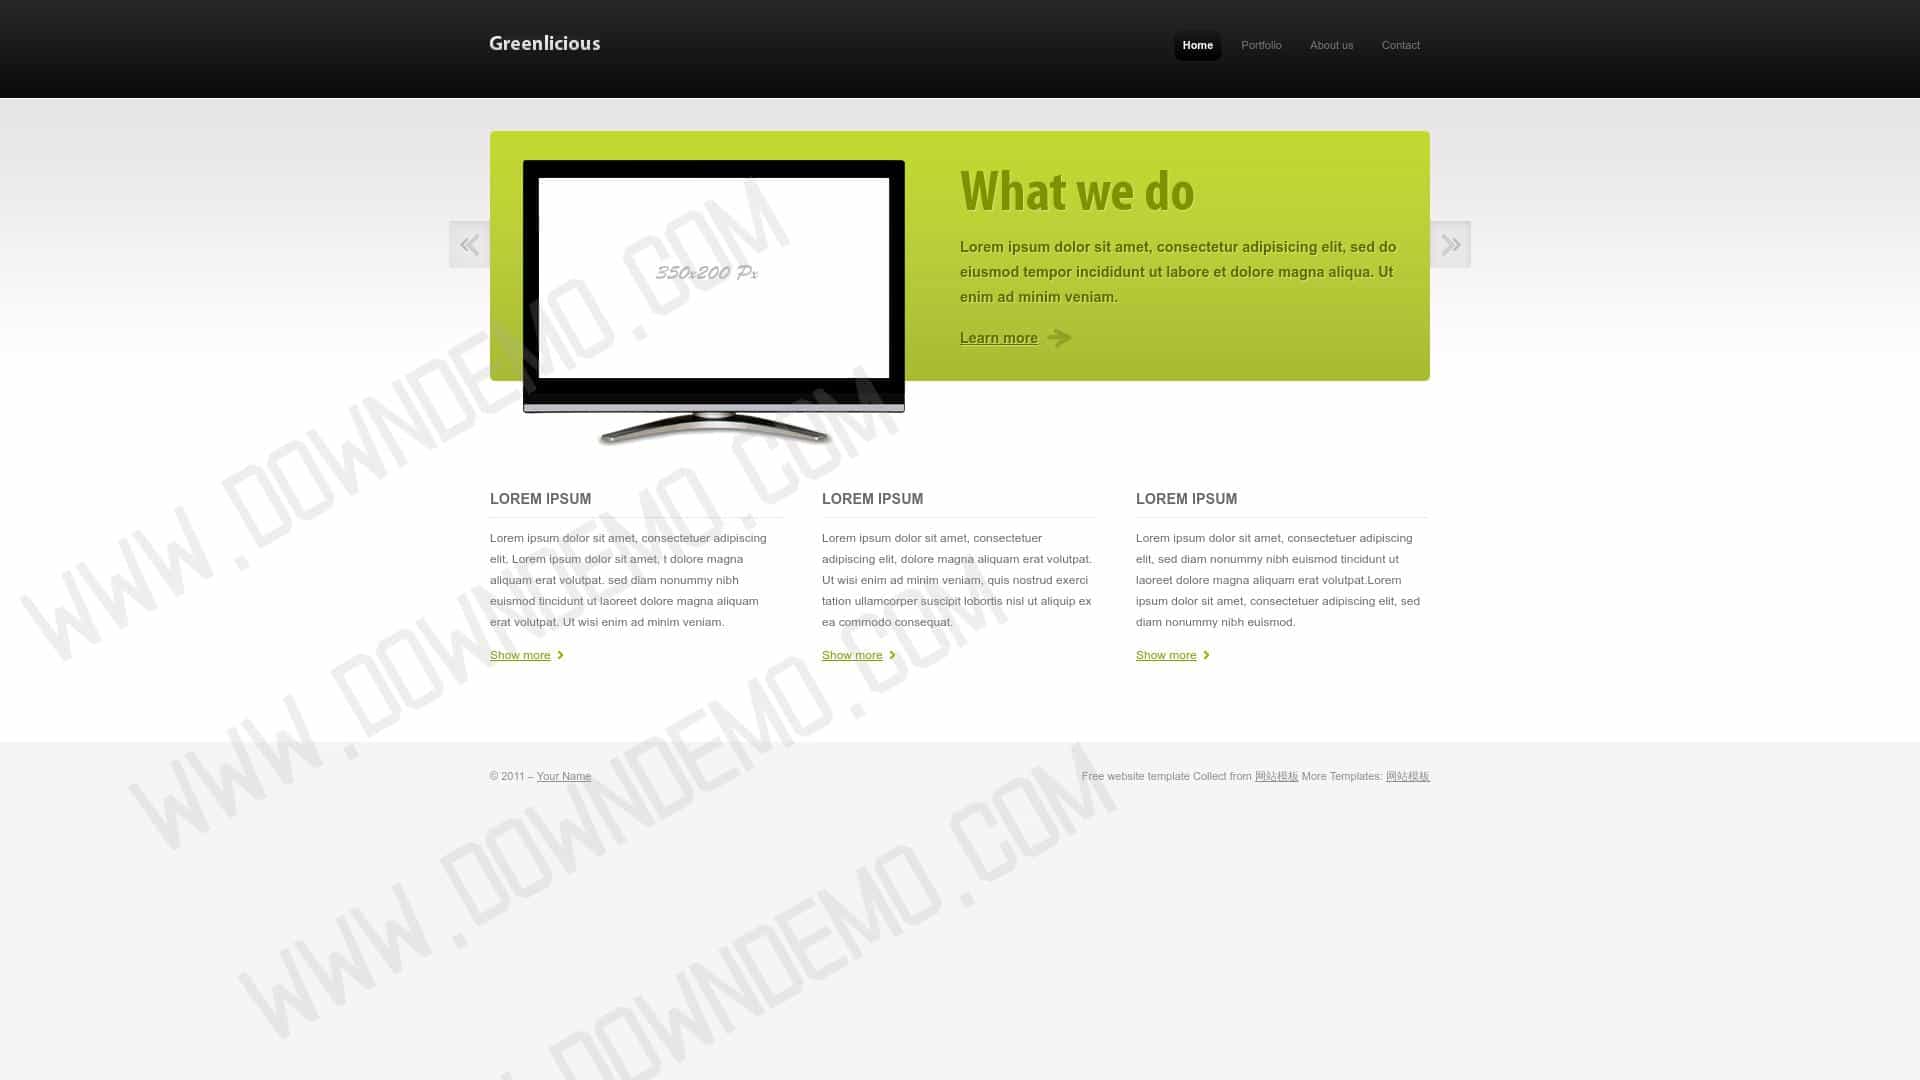 Greenlicious
Home
Portfolio
About us
Contact
350x200 Px
What we do
Lorem ipsum dolor sit amet, consectetur adipisicing elit, sed do
eiusmod tempor incididunt ut labore et dolore magna aliqua. Ut
enim ad minim veniam.
Learn more
LOREM IPSUM
Lorem ipsum dolor sit amet, consectetuer adipiscing
elit. Lorem ipsum dolor sit amet, t dolore magna
aliquam erat volutpat. sed diam nonummy nibh
euismod tincidunt ut laoreet dolore magna aliquam
erat volutpat. Ut wisi enim ad minim veniam.
Show more
LOREM IPSUM
Lorem ipsum dolor sit amet, consectetuer
adipiscing elit, dolore magna aliquam erat volutpat.
Ut wisi enim ad minim veniam, quis nostrud exerci
tation ullamcorper suscipit lobortis nisl ut aliquip ex
ea commodo consequat.
Show more
LOREM IPSUM
Lorem ipsum dolor sit amet, consectetuer adipiscing
elit, sed diam nonummy nibh euismod tincidunt ut
laoreet dolore magna aliquam erat volutpat.Lorem
ipsum dolor sit amet, consectetuer adipiscing elit, sed
diam nonummy nibh euismod.
Show more
© 2011 – Your Name
Free website template Collect from 网站模板 More Templates: 网站模板
WWW.DOWNDEMO.COM
WWW.DOWNDEMO.COM
WWW.DOWNDEMO.COM
DOWNDEMO.COM